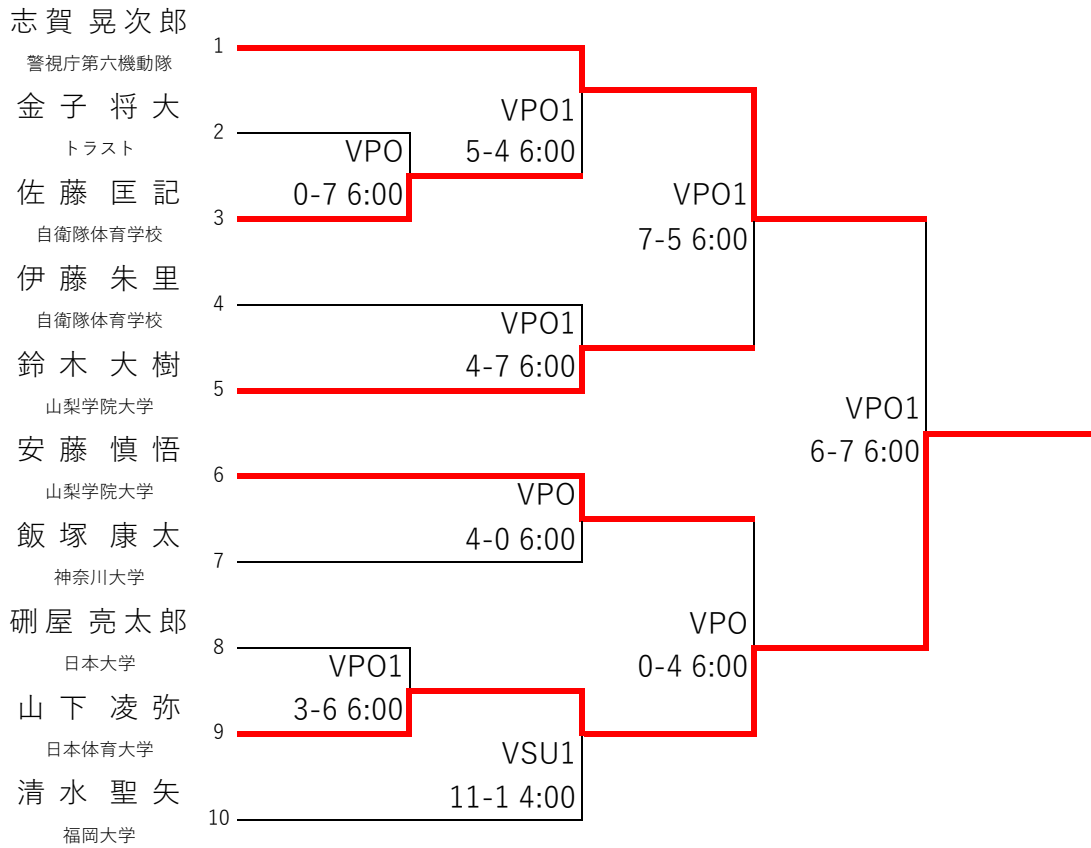 志賀 晃次郎
1
警視庁第六機動隊
金子 将大
VPO1
2
トラスト
VPO
5-4 6:00
佐藤 匡記
0-7 6:00
VPO1
3
自衛隊体育学校
7-5 6:00
伊藤 朱里
4
自衛隊体育学校
VPO1
鈴木 大樹
4-7 6:00
5
山梨学院大学
VPO1
安藤 慎悟
6-7 6:00
6
山梨学院大学
VPO
飯塚 康太
4-0 6:00
7
神奈川大学
硎屋 亮太郎
VPO
8
日本大学
VPO1
0-4 6:00
山下 凌弥
3-6 6:00
9
日本体育大学
VSU1
清水 聖矢
11-1 4:00
10
福岡大学